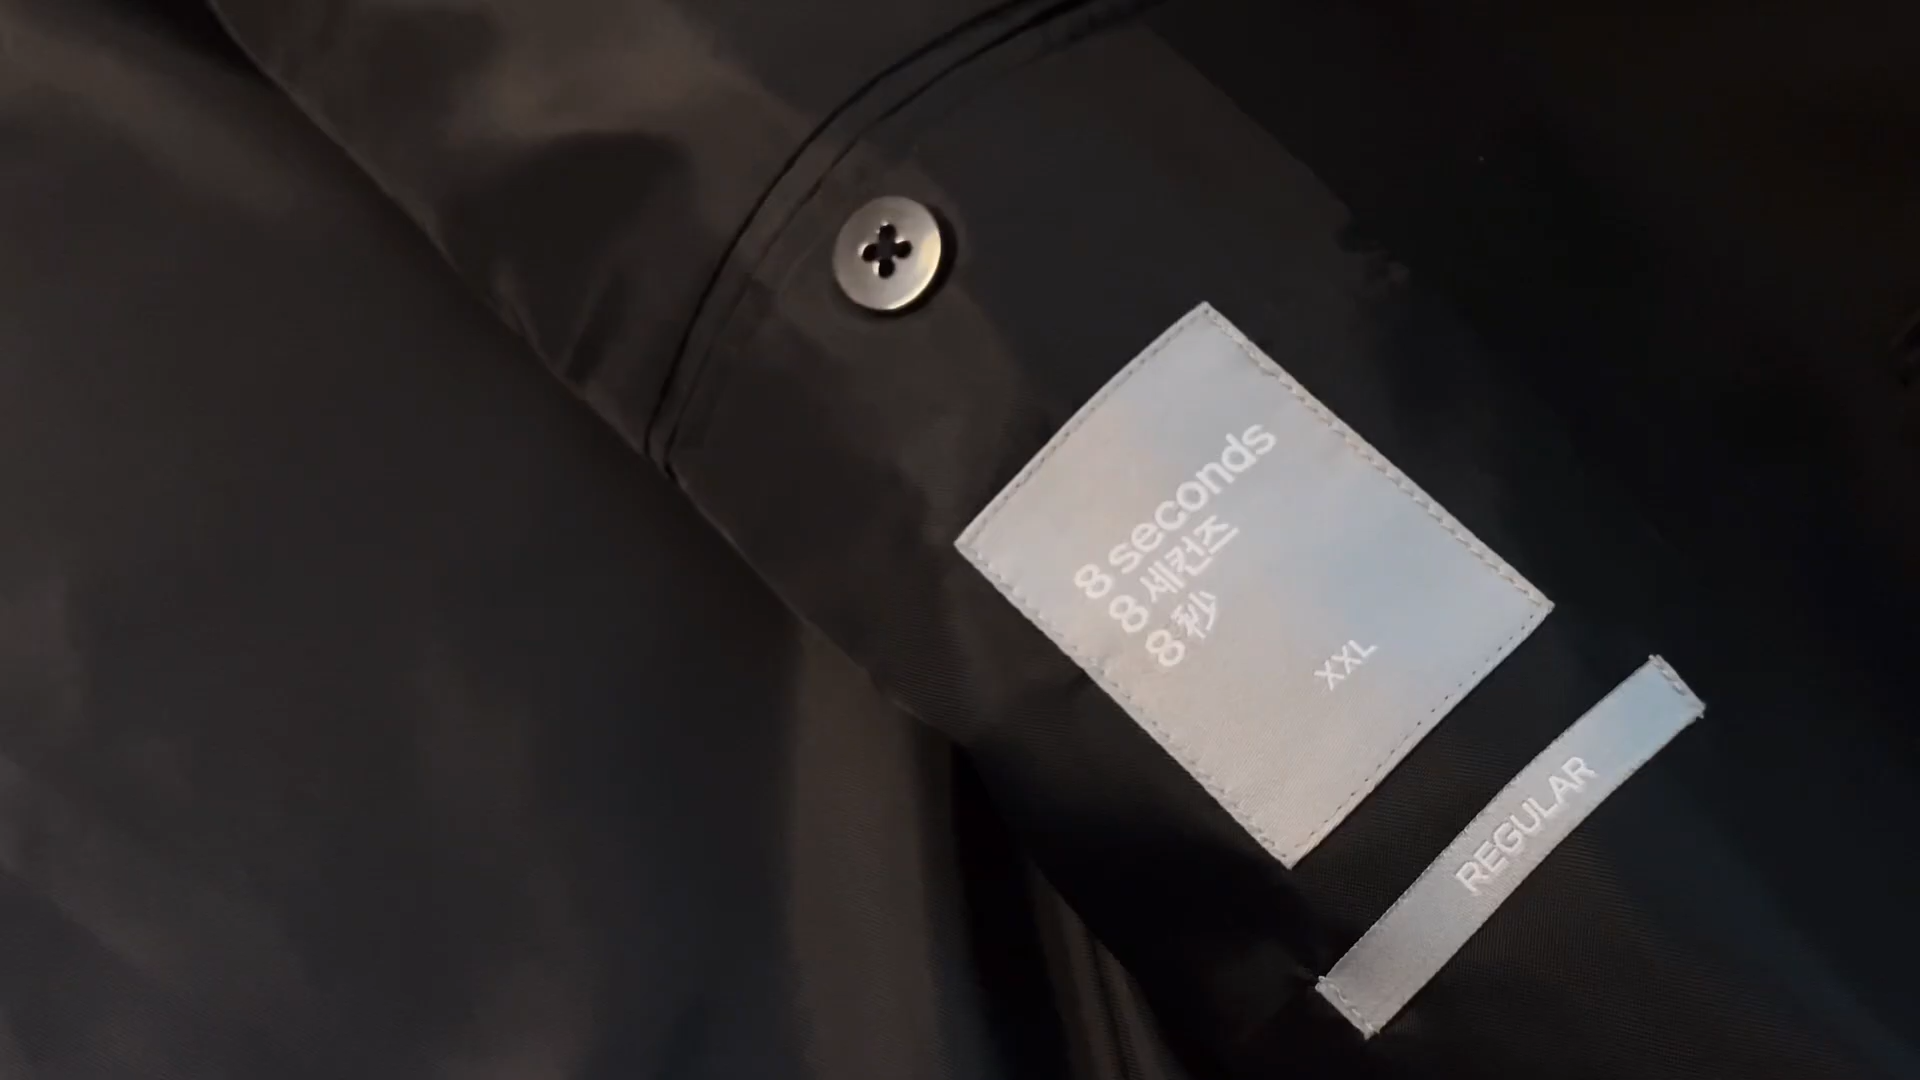 8 seconds
8 세컨즈
8 秒
XXL
REGULAR